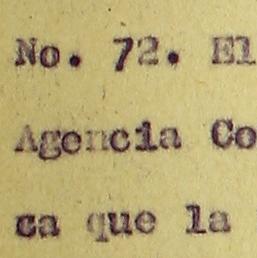 No. 72. El
Agencia Co
ca que la